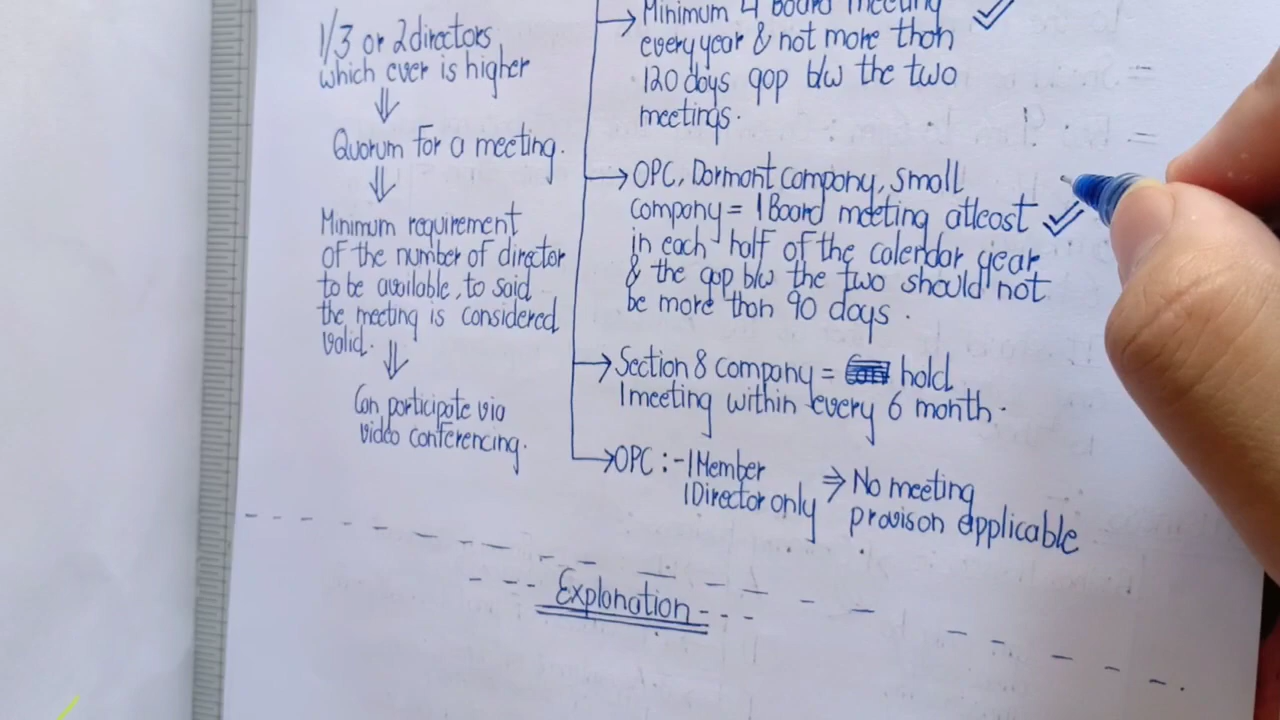 1/3 or 2 directors
which ever is higher
⇓
Quorum for a meeting.
⇓
Minimum requirement
of the number of director
to be available, to said
the meeting is considered
valid.
⇓
Can participate via
video conferencing.
→ Minimum 4 Board meeting ✓
every year & not more than
120 days gap b/w the two
meetings.
→ OPC, Dormant company, small
company = 1 Board meeting atleast ✓
in each half of the calendar year
& the gap b/w the two should not
be more than 90 days.
→ Section 8 company = hold
1 meeting within every 6 month.
→ OPC :- 1 Member
1 Director only
⇒ No meeting
provison applicable
Explanation